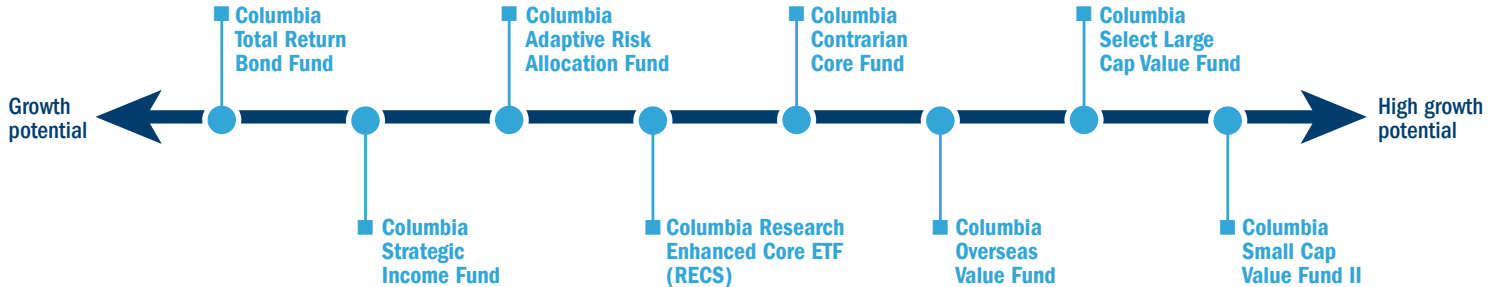 Columbia
Total Return
Bond Fund
Columbia
Adaptive Risk
Allocation Fund
Columbia
Contrarian
Core Fund
Columbia
Select Large
Cap Value Fund
Growth
potential
High growth
potential
Columbia
Strategic
Income Fund
Columbia Research
Enhanced Core ETF
(RECS)
Columbia
Overseas
Value Fund
Columbia
Small Cap
Value Fund II